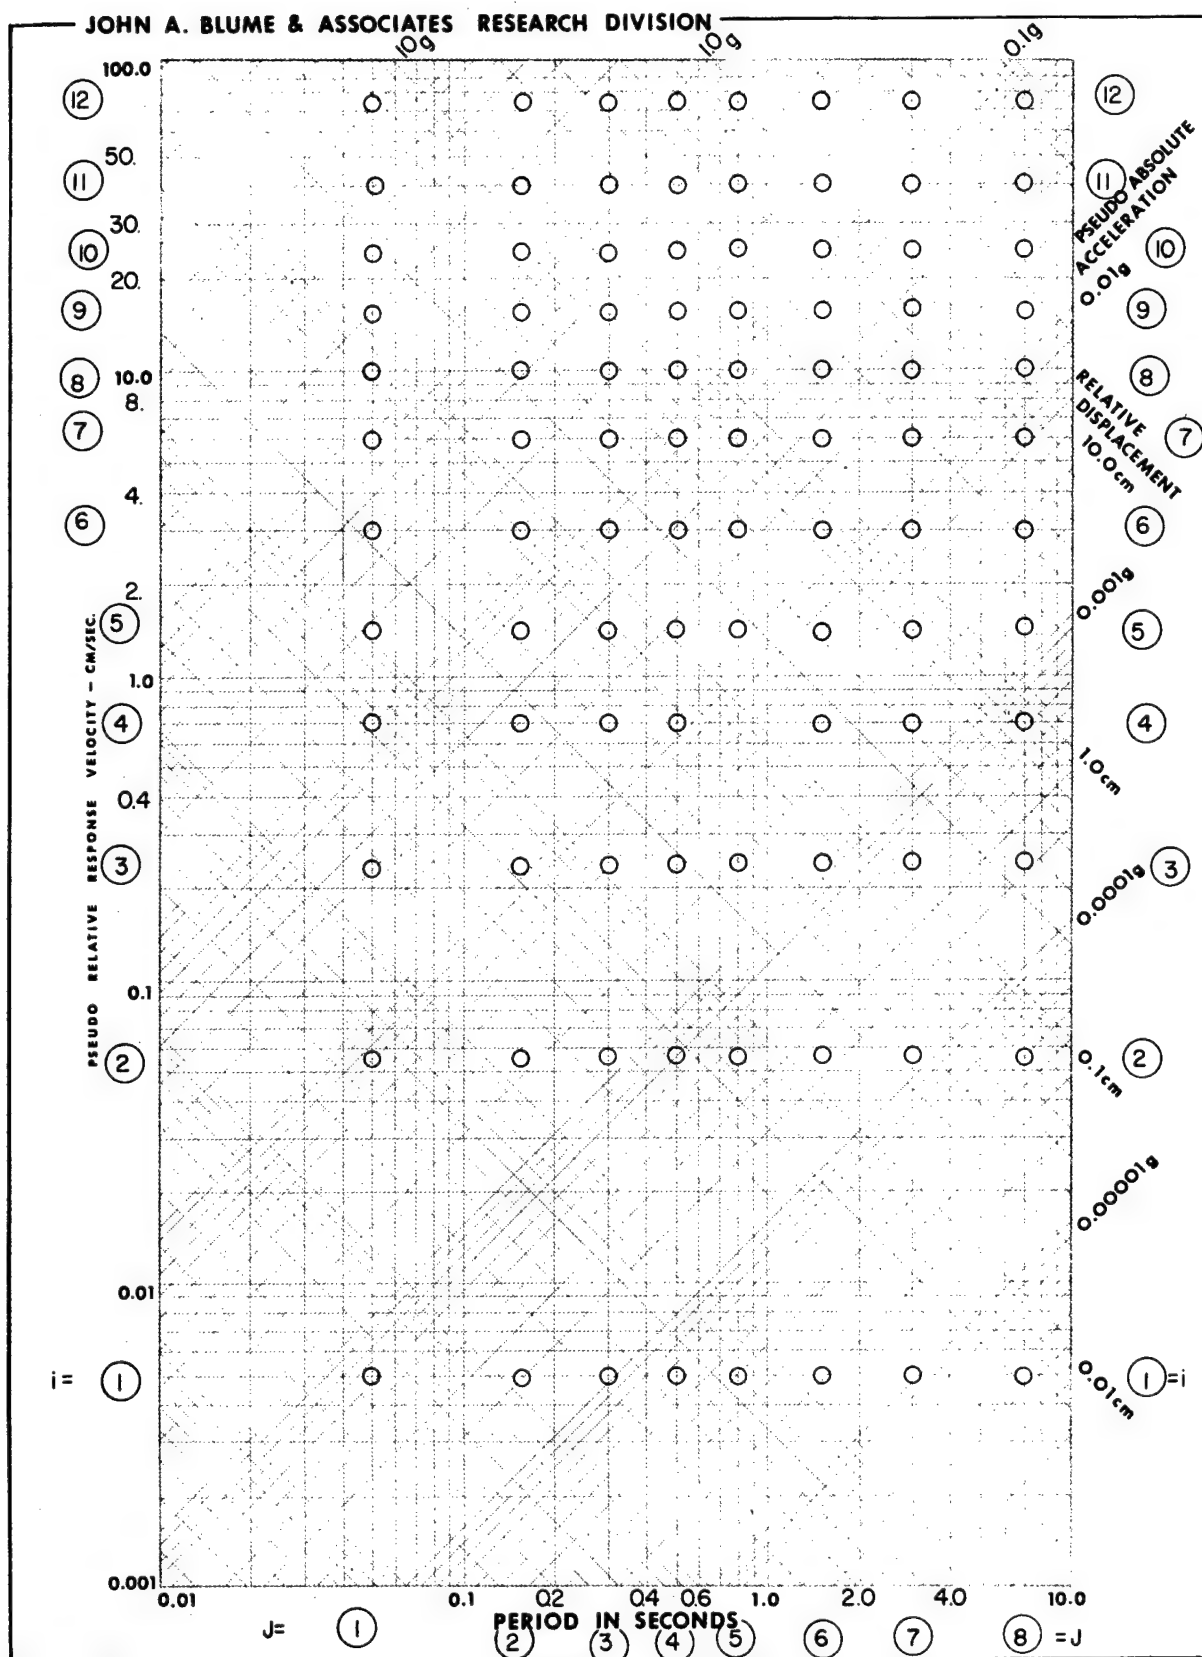 JOHN A. BLUME & ASSOCIATES RESEARCH DIVISION
10g 1.0g 0.1g
100.0
12 12
50.
11 11
PSEUDO ABSOLUTE
ACCELERATION
30.
10 10
20. 0.01g
9 9
10.0
8 8
8.
RELATIVE
DISPLACEMENT
7 7
10.0cm
4.
6 6
2. 0.001g
5 5
1.0
4 4
1.0cm
0.4
3 3
0.0001g
0.1
2 2
0.1cm
0.00001g
0.01
i= 1 1 =i
0.01cm
0.001
PSEUDO RELATIVE RESPONSE VELOCITY - CM/SEC.
0.01 0.1 0.2 0.4 0.6 1.0 2.0 4.0 10.0
PERIOD IN SECONDS
J= 1 2 3 4 5 6 7 8 =J